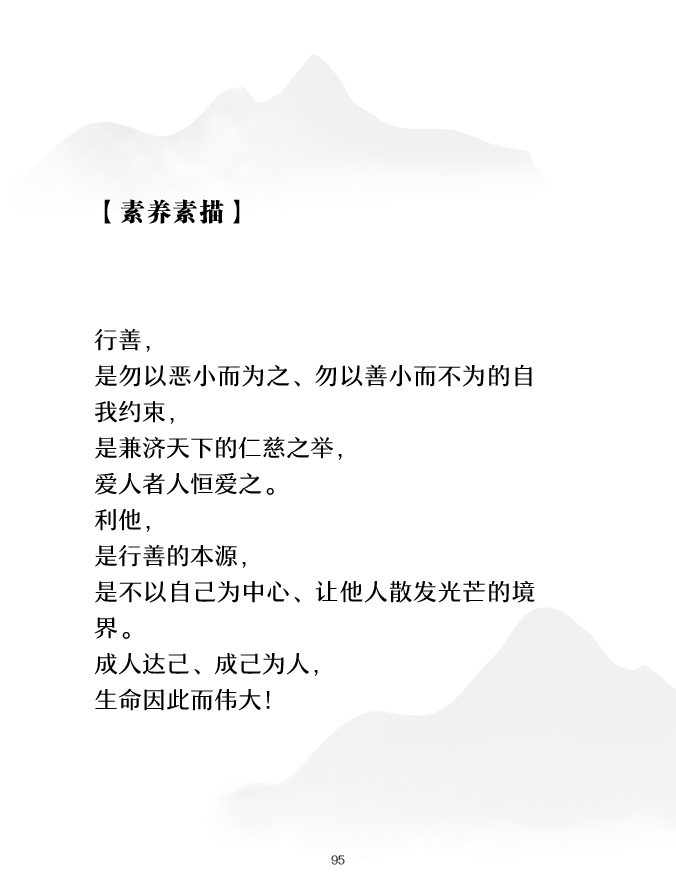 【素养素描】
行善，
是勿以恶小而为之、勿以善小而不为的自
我约束，
是兼济天下的仁慈之举，
爱人者人恒爱之。
利他，
是行善的本源，
是不以自己为中心、让他人散发光芒的境
界。
成人达己、成己为人，
生命因此而伟大！
95